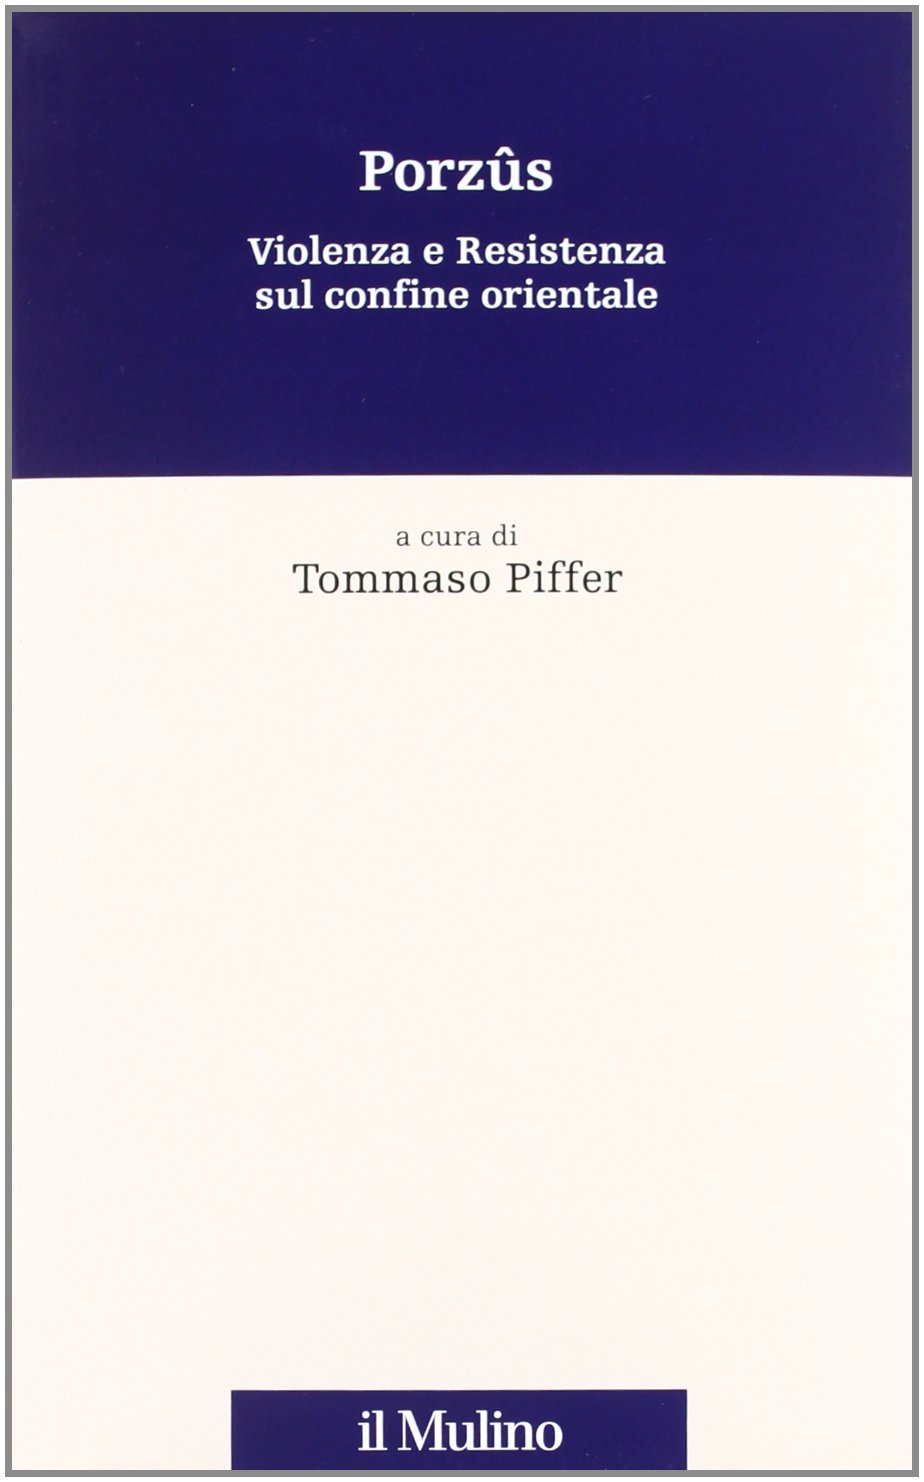 Porzûs
Violenza e Resistenza
sul confine orientale
a cura di
Tommaso Piffer
il Mulino